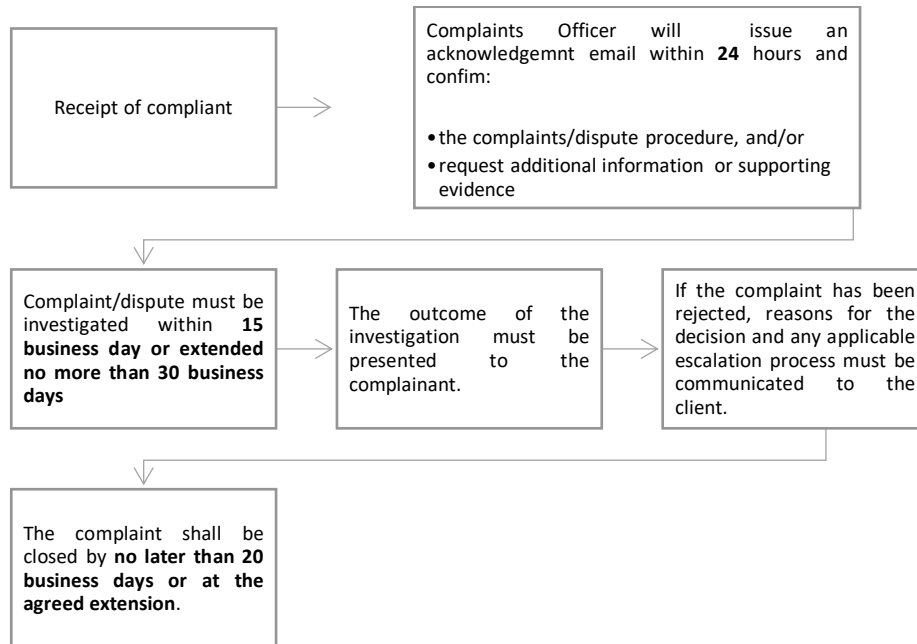 Receipt of compliant
Complaints Officer will issue an
acknowledgemnt email within 24 hours and
confim:
•the complaints/dispute procedure, and/or
•request additional information or supporting
evidence
Complaint/dispute must be
investigated within 15
business day or extended
no more than 30 business
days
The outcome of the
investigation must be
presented to the
complainant.
If the complaint has been
rejected, reasons for the
decision and any applicable
escalation process must be
communicated to the
client.
The complaint shall be
closed by no later than 20
business days or at the
agreed extension.